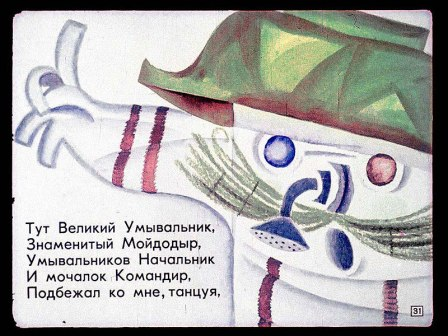 Тут Великий Умывальник,
Знаменитый Мойдодыр,
Умывальников Начальник
И мочалок Командир,
Подбежал ко мне, танцуя,
31